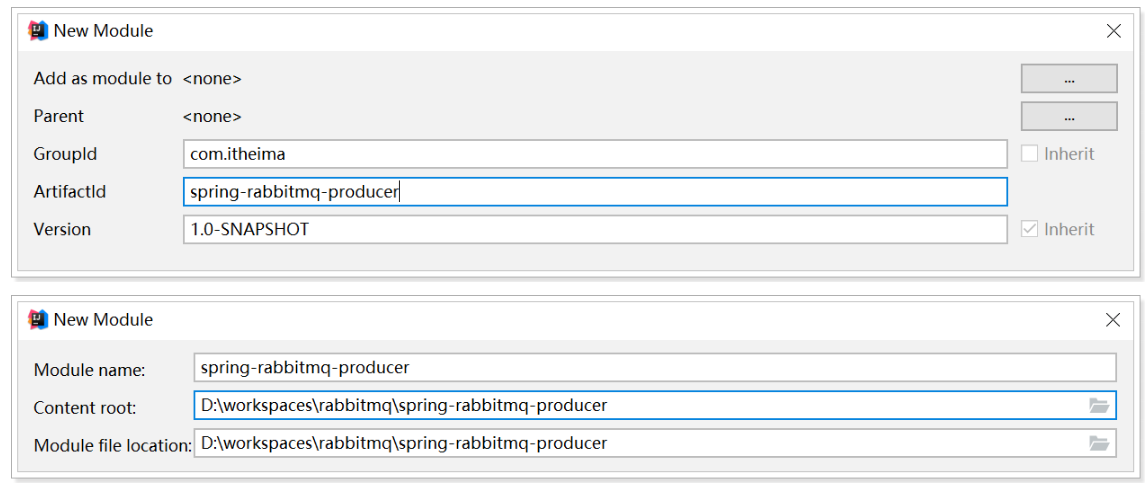 New Module
Add as module to <none>
...
Parent <none>
...
GroupId com.itheima Inherit
ArtifactId spring-rabbitmq-producer
Version 1.0-SNAPSHOT Inherit
New Module
Module name: spring-rabbitmq-producer
Content root: D:\workspaces\rabbitmq\spring-rabbitmq-producer
Module file location: D:\workspaces\rabbitmq\spring-rabbitmq-producer